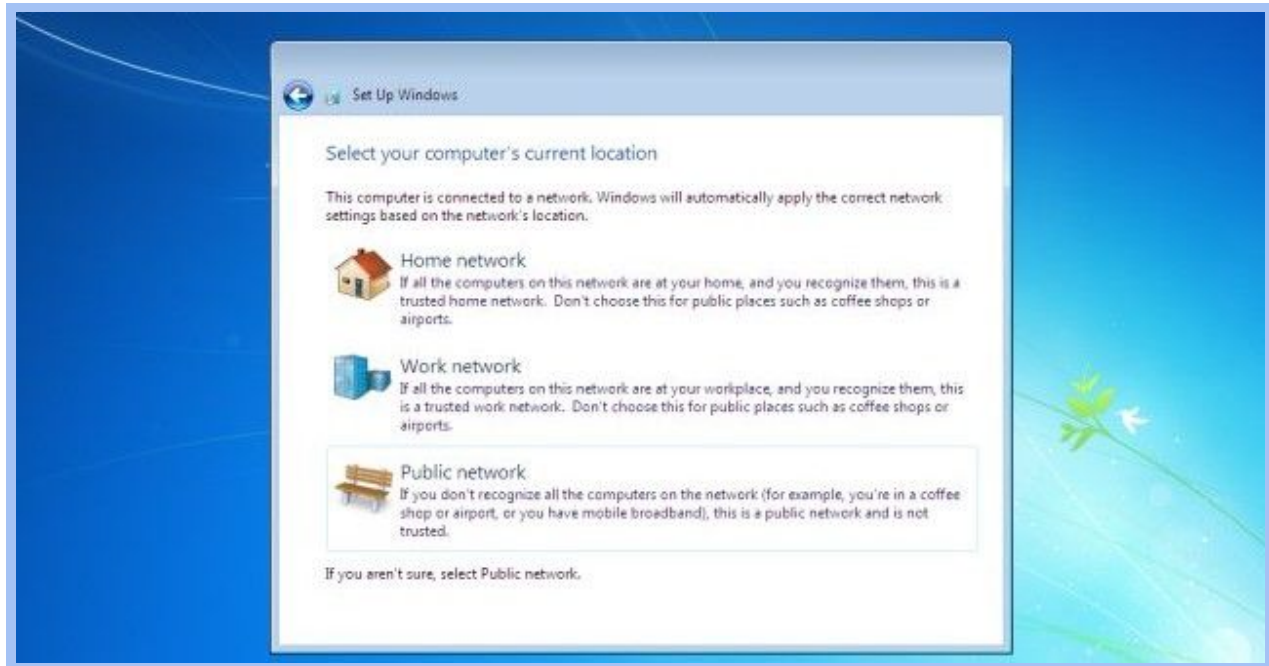 Set Up Windows
Select your computer's current location
This computer is connected to a network. Windows will automatically apply the correct network
settings based on the network's location.
Home network
If all the computers on this network are at your home, and you recognize them, this is a
trusted home network. Don't choose this for public places such as coffee shops or
airports.
Work network
If all the computers on this network are at your workplace, and you recognize them, this
is a trusted work network. Don't choose this for public places such as coffee shops or
airports.
Public network
If you don't recognize all the computers on the network (for example, you're in a coffee
shop or airport, or you have mobile broadband), this is a public network and is not
trusted.
If you aren't sure, select Public network.